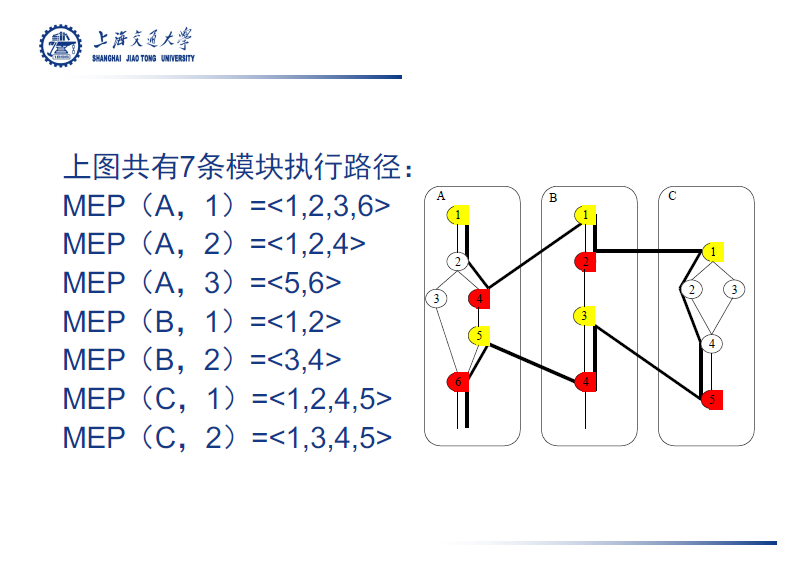 上海交通大学
SHANGHAI JIAO TONG UNIVERSITY
上图共有7条模块执行路径：
MEP（A，1）=<1,2,3,6>
MEP（A，2）=<1,2,4>
MEP（A，3）=<5,6>
MEP（B，1）=<1,2>
MEP（B，2）=<3,4>
MEP（C，1）=<1,2,4,5>
MEP（C，2）=<1,3,4,5>
A
1
2
3
4
5
6
B
1
2
3
4
C
1
2 3
4
5